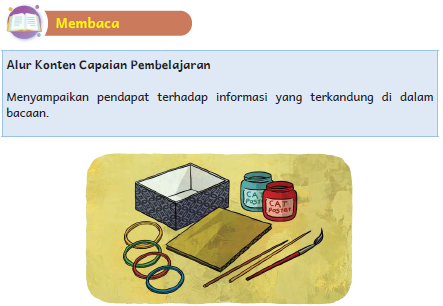 Membaca
Alur Konten Capaian Pembelajaran
Menyampaikan pendapat terhadap informasi yang terkandung di dalam
bacaan.
CAT
POSTER
CAT
POSTER